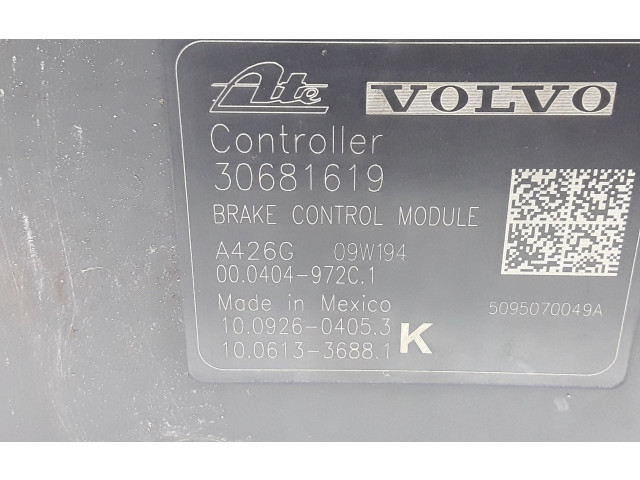 Ate VOLVO
Controller
30681619
BRAKE CONTROL MODULE
A426G 09W194
00.0404-972C.1
Made in Mexico 5095070049A
10.0926-0405.3 K
10.0613-3688.1